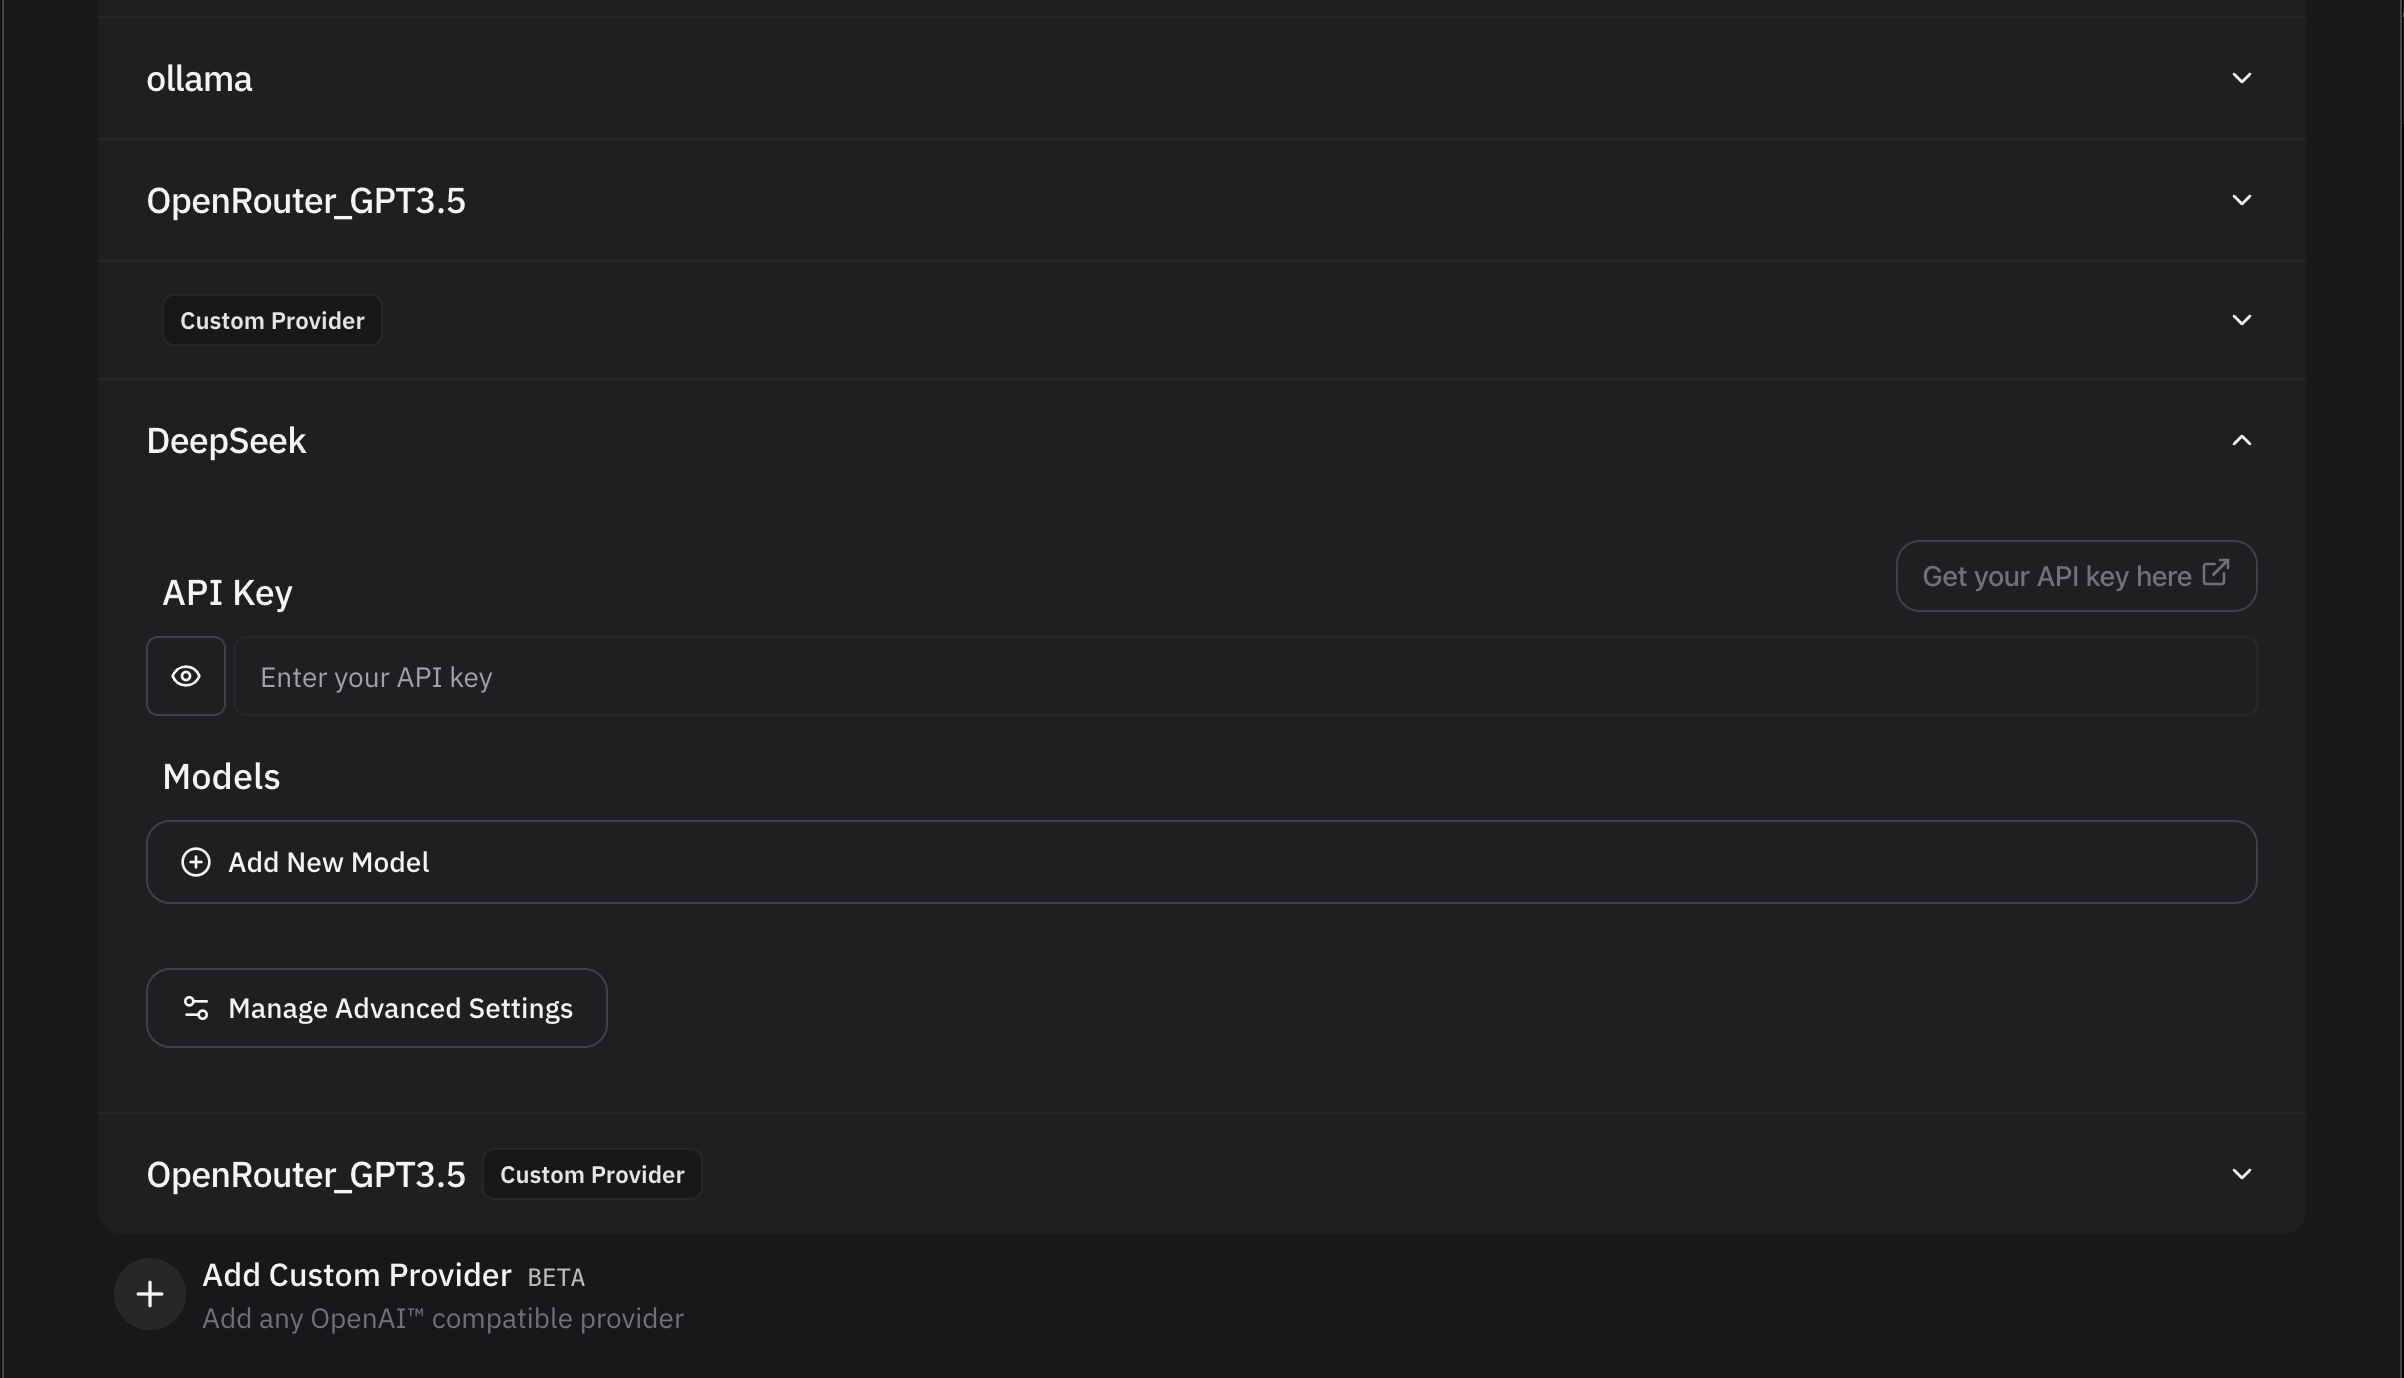 ollama
OpenRouter_GPT3.5
Custom Provider
DeepSeek
Get your API key here
API Key
Enter your API key
Models
Add New Model
Manage Advanced Settings
OpenRouter_GPT3.5 Custom Provider
Add Custom Provider BETA
Add any OpenAI™ compatible provider